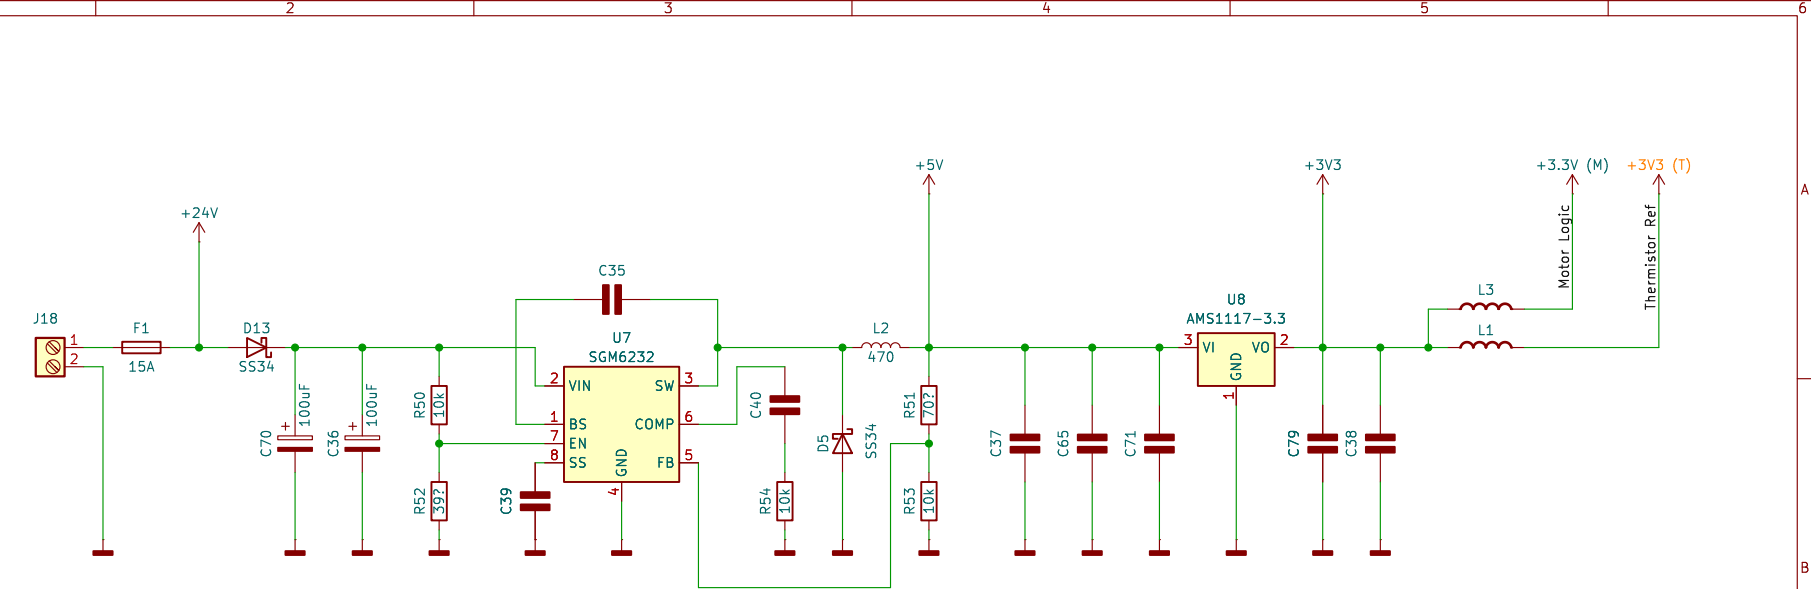 2
3
4
5
6
A
B
+24V
+5V
+3V3
+3.3V (M)
+3V3 (T)
Motor Logic
Thermistor Ref
J18
1
2
F1
15A
D13
SS34
C70
100uF
+
C36
100uF
+
R50
10k
R52
39?
C39
C35
U7
SGM6232
2
VIN
1
BS
7
EN
8
SS
GND
4
SW
3
COMP
6
FB
5
C40
R54
10k
D5
SS34
L2
470
R51
70?
R53
10k
C37
C65
C71
U8
AMS1117-3.3
3
VI
VO
2
GND
1
C79
C38
L3
L1